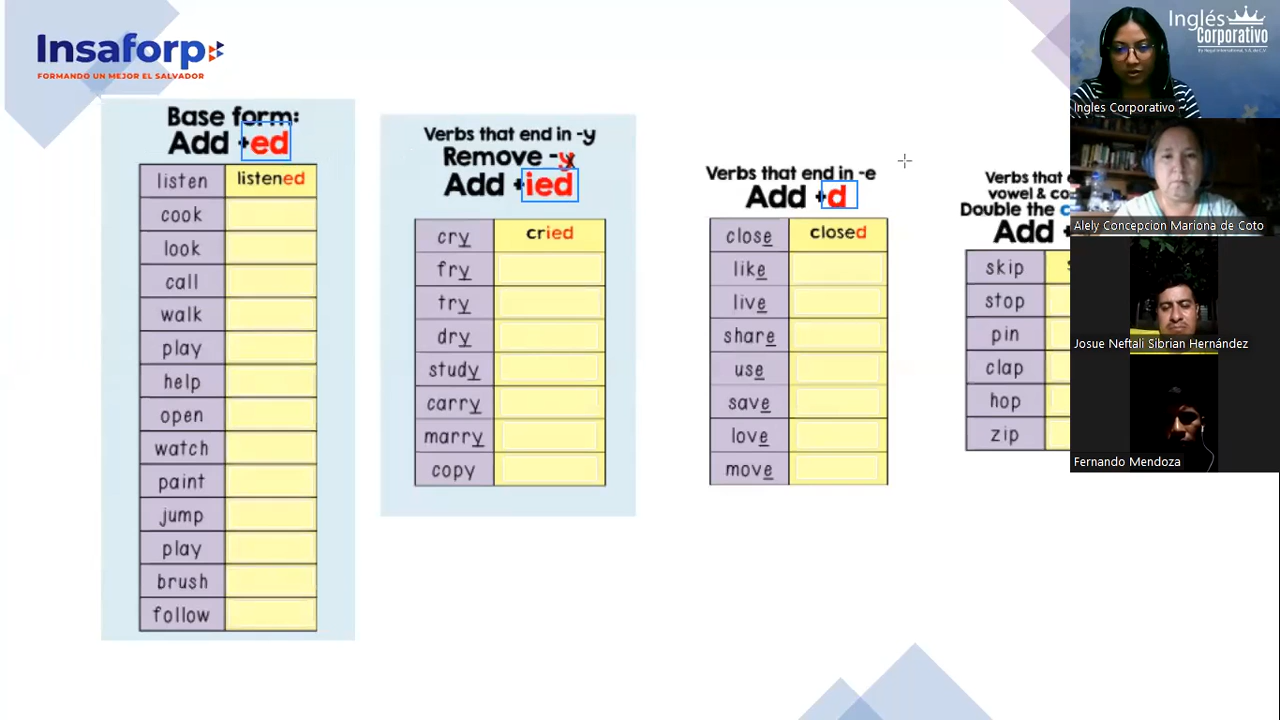 Insaforp
FORMANDO UN MEJOR EL SALVADOR
Base form:
Add +ed
listen listened
cook
look
call
walk
play
help
open
watch
paint
jump
play
brush
follow
Verbs that end in -y
Remove -y
Add +ied
cry cried
fry
try
dry
study
carry
marry
copy
Verbs that end in -e
Add +d
close closed
like
live
share
use
save
love
move
Verbs that
vowel &
Double the
Add +
skip
stop
pin
clap
hop
zip
Inglés
Corporativo
Ingles Corporativo
Alely Concepcion Mariona de Coto
Josue Neftali Sibrian Hernández
Fernando Mendoza